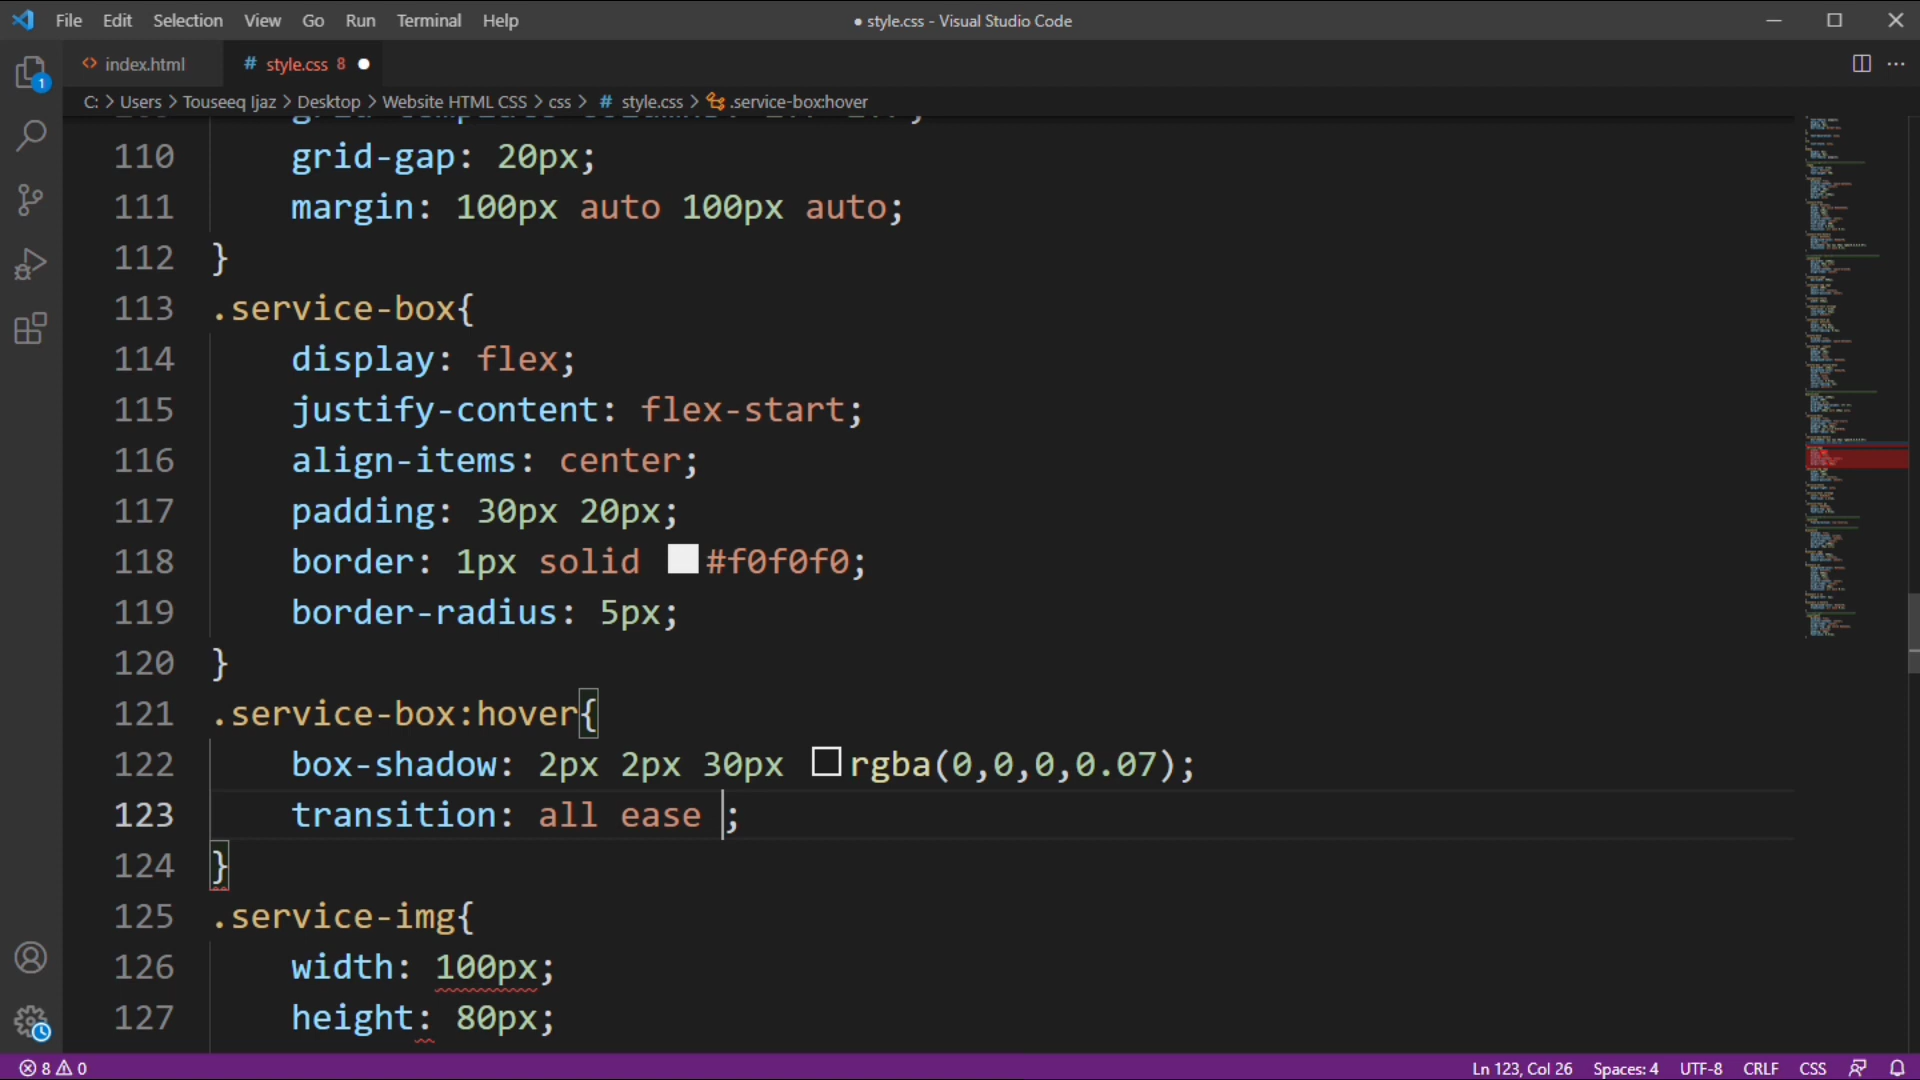 File Edit Selection View Go Run Terminal Help
● style.css - Visual Studio Code
<> index.html
# style.css 8 ●
C: > Users > Touseeq Ijaz > Desktop > Website HTML CSS > css > # style.css > .service-box:hover
110 grid-gap: 20px;
111 margin: 100px auto 100px auto;
112 }
113 .service-box{
114 display: flex;
115 justify-content: flex-start;
116 align-items: center;
117 padding: 30px 20px;
118 border: 1px solid #f0f0f0;
119 border-radius: 5px;
120 }
121 .service-box:hover{
122 box-shadow: 2px 2px 30px rgba(0,0,0,0.07);
123 transition: all ease ;
124 }
125 .service-img{
126 width: 100px;
127 height: 80px;
1
8 0
Ln 123, Col 26 Spaces: 4 UTF-8 CRLF CSS